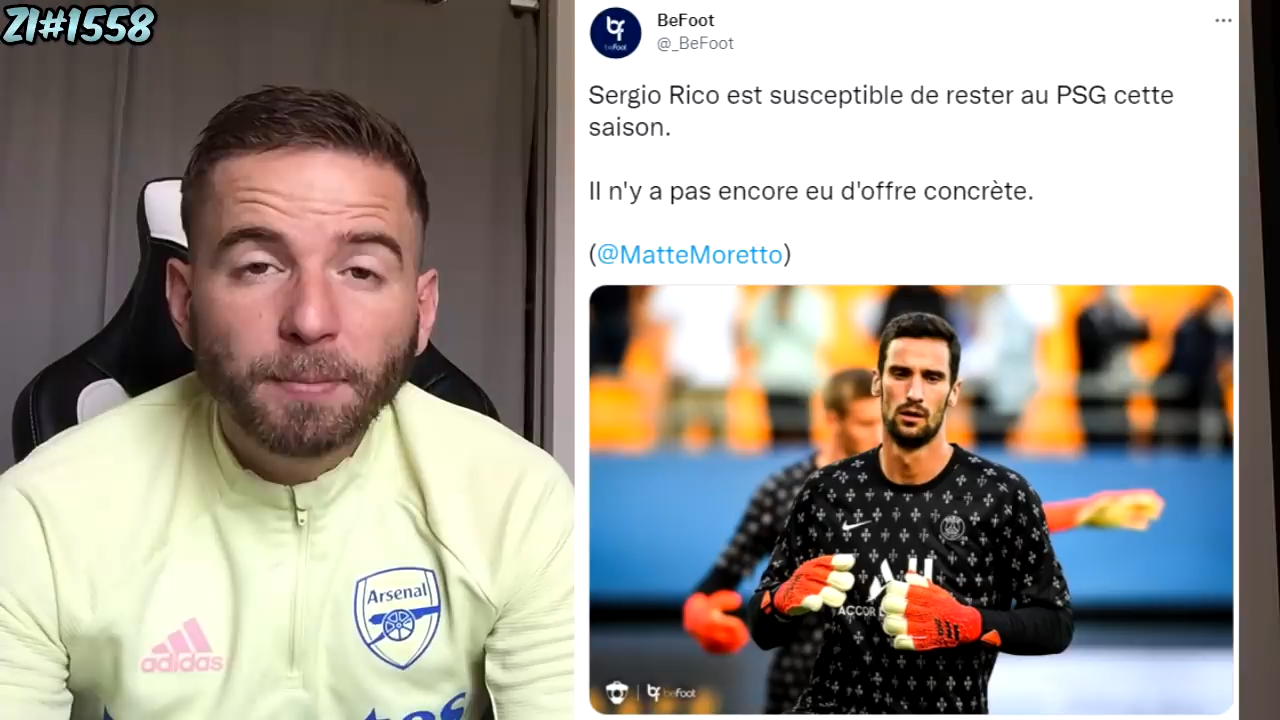 ZI#1558
BeFoot
@_BeFoot
Sergio Rico est susceptible de rester au PSG cette
saison.
Il n'y a pas encore eu d'offre concrète.
(@MatteMoretto)
Arsenal
adidas
ACCOR
beFoot